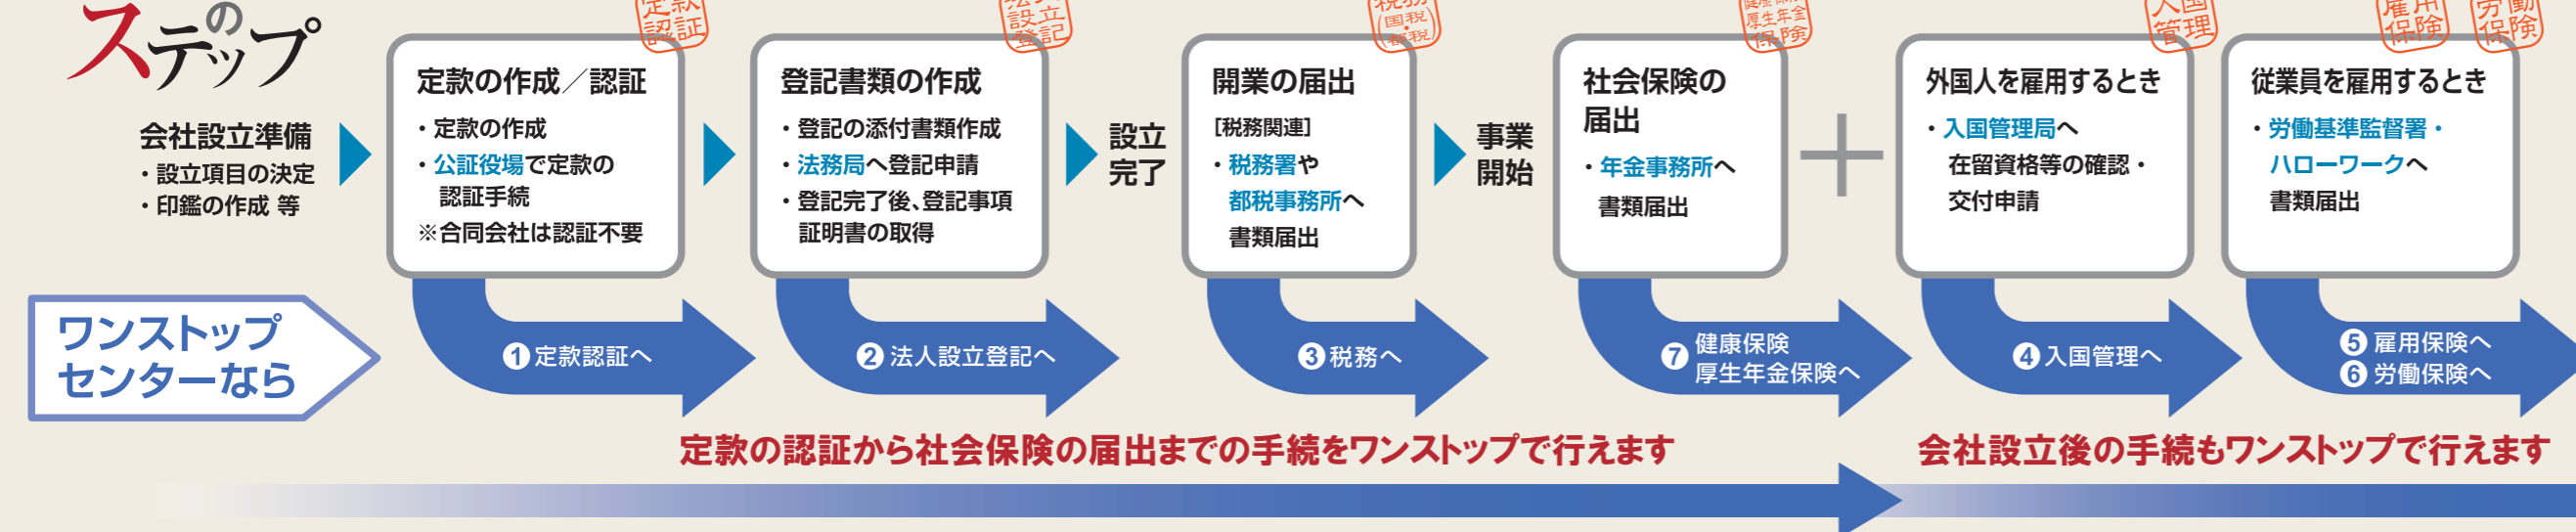 のステップ
会社設立準備
・設立項目の決定
・印鑑の作成 等
定款認証
定款の作成／認証
・定款の作成
・公証役場で定款の
認証手続
※合同会社は認証不要
設立
登記
登記書類の作成
・登記の添付書類作成
・法務局へ登記申請
・登記完了後、登記事項
証明書の取得
設立
完了
税務
(国税・都税)
開業の届出
［税務関連］
・税務署や
都税事務所へ
書類届出
事業
開始
厚生年金
保険
社会保険の
届出
・年金事務所へ
書類届出
＋
入国
管理
外国人を雇用するとき
・入国管理局へ
在留資格等の確認・
交付申請
雇用
保険
労働
保険
従業員を雇用するとき
・労働基準監督署・
ハローワークへ
書類届出
ワンストップ
センターなら
❶定款認証へ
❷法人設立登記へ
❸税務へ
❼健康保険
厚生年金保険へ
❹入国管理へ
❺雇用保険へ
❻労働保険へ
定款の認証から社会保険の届出までの手続をワンストップで行えます
会社設立後の手続もワンストップで行えます